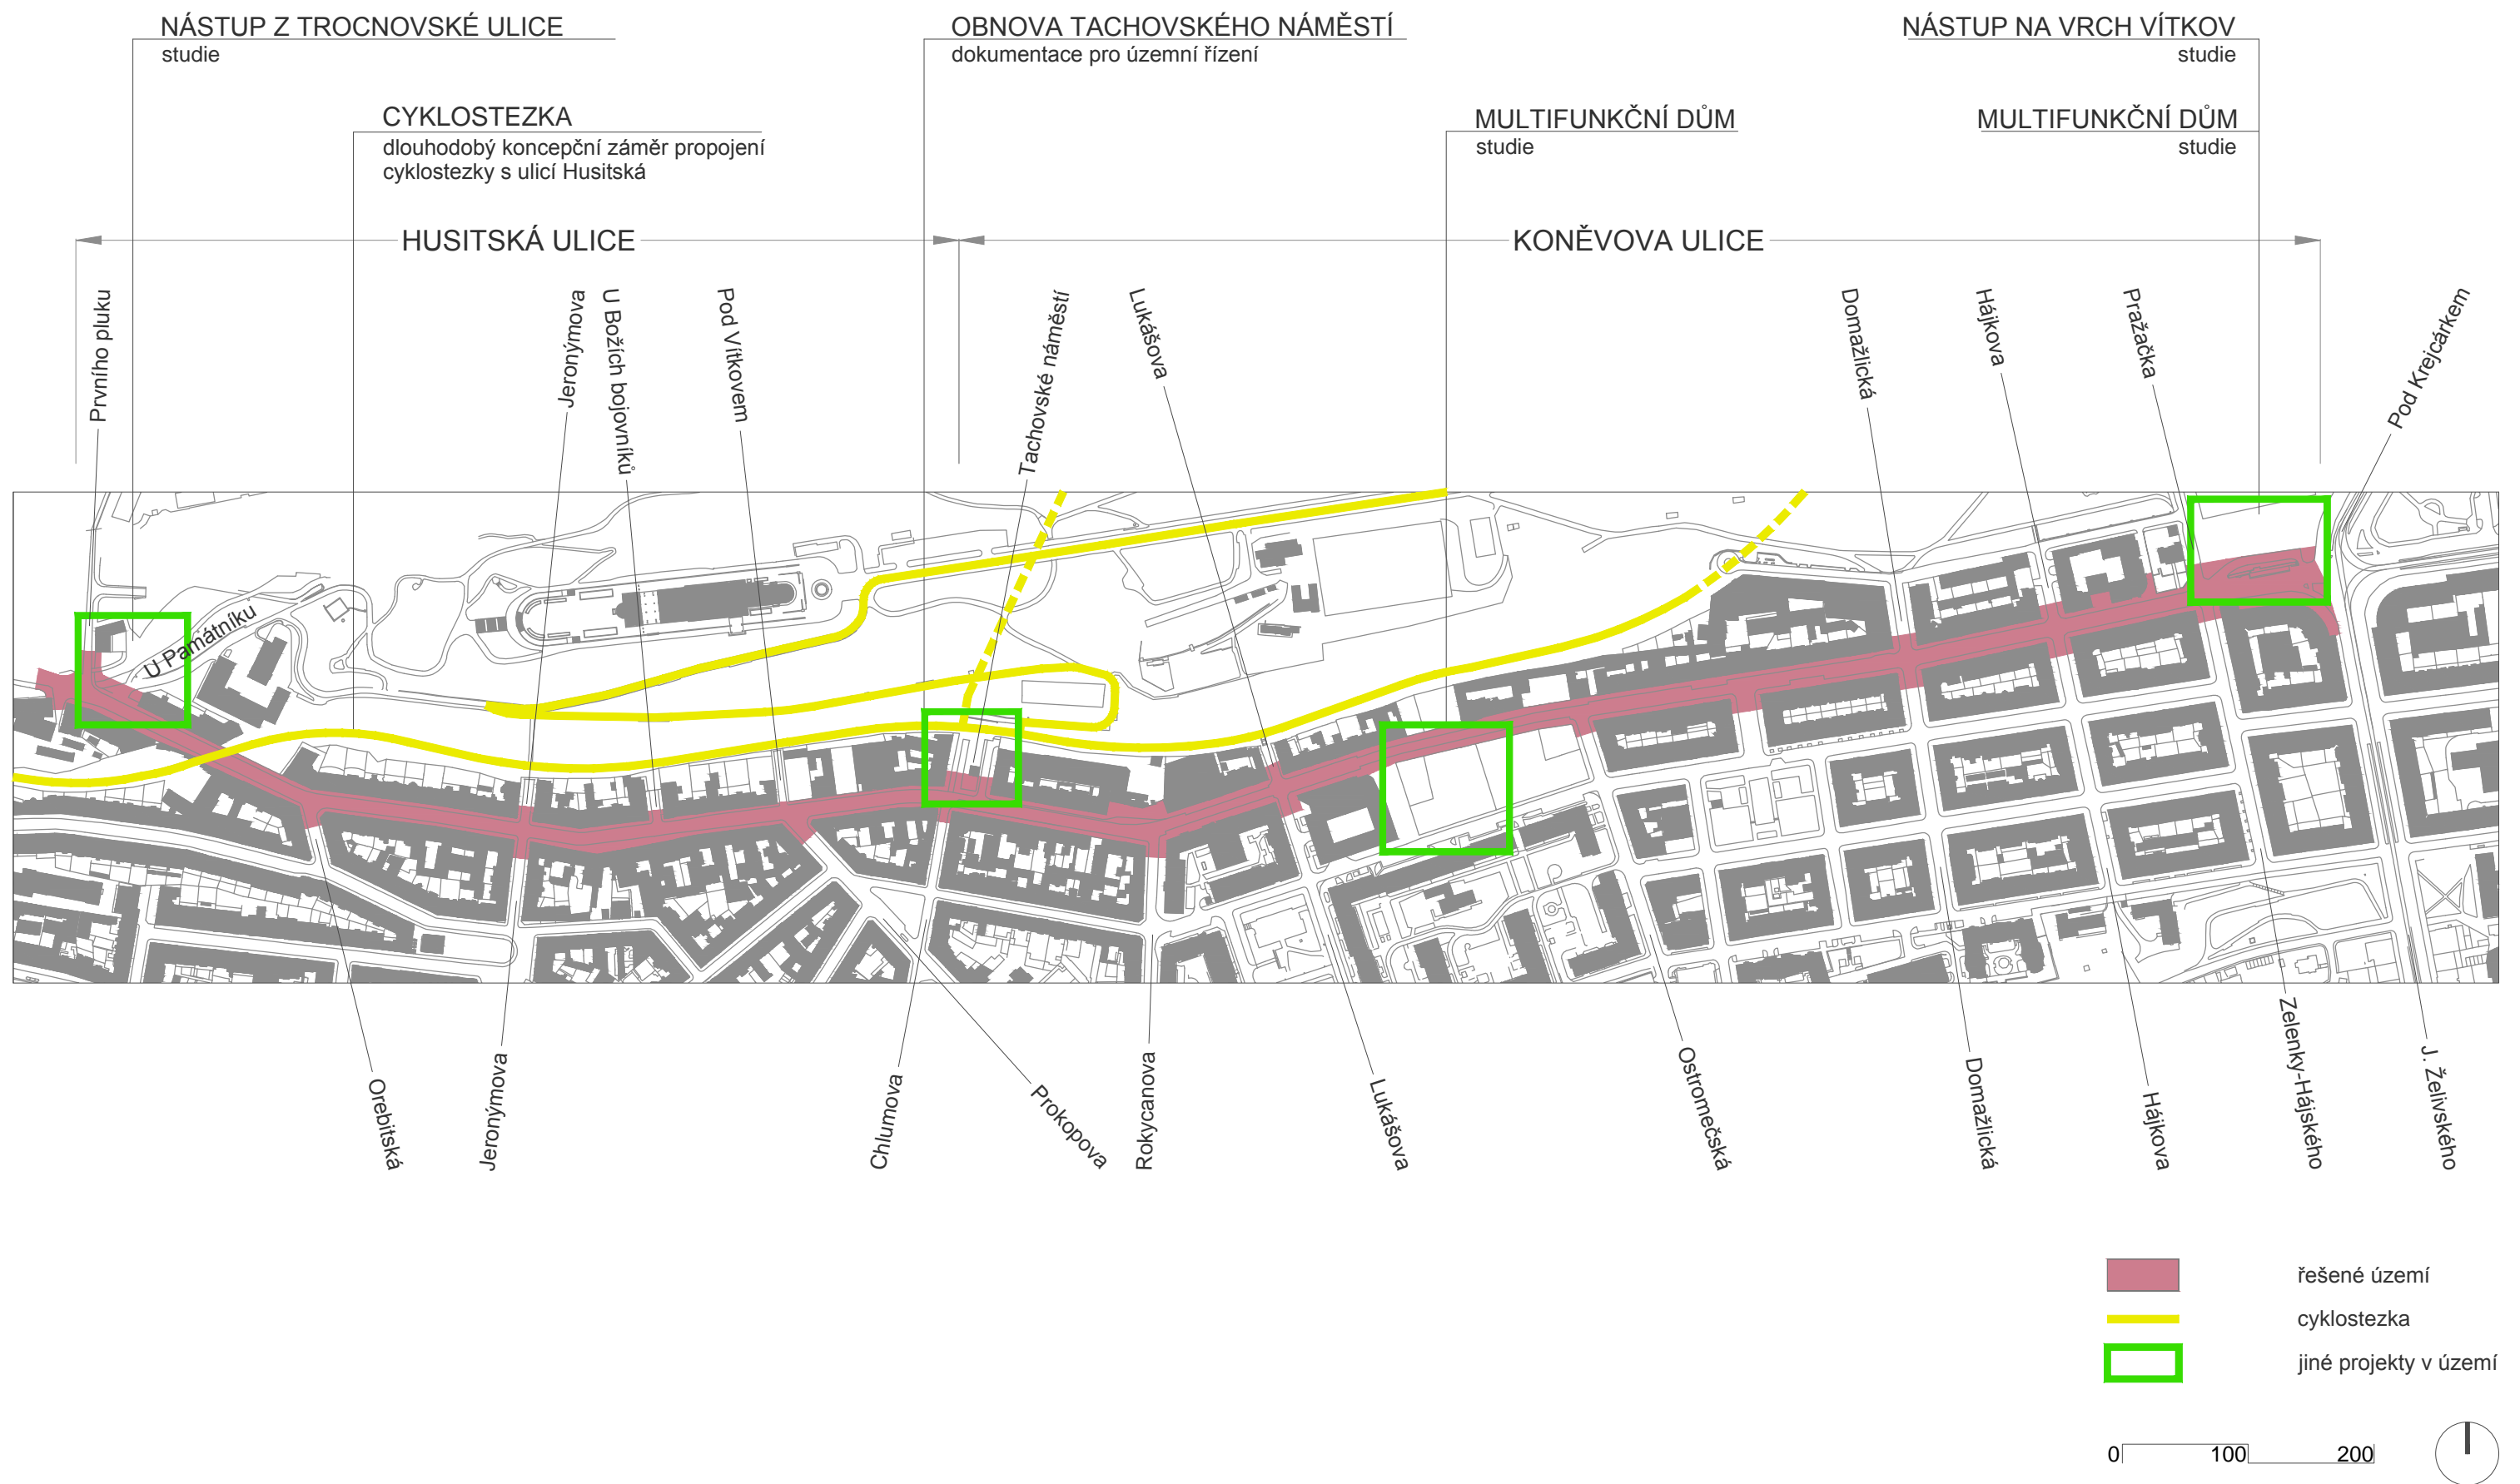 NÁSTUP Z TROCNOVSKÉ ULICE
studie
OBNOVA TACHOVSKÉHO NÁMĚSTÍ
dokumentace pro územní řízení
NÁSTUP NA VRCH VÍTKOV
studie
CYKLOSTEZKA
dlouhodobý koncepční záměr propojení
cyklostezky s ulicí Husitská
MULTIFUNKČNÍ DŮM
studie
MULTIFUNKČNÍ DŮM
studie
HUSITSKÁ ULICE
KONĚVOVA ULICE
Prvního pluku
Jeronýmova
U Božích bojovníků
Pod Vítkovem
Tachovské náměstí
Lukášova
Domažlická
Hájkova
Pražačka
Pod Krejcárkem
U Památníku
Orebitská
Jeronýmova
Chlumova
Prokopova
Rokycanova
Lukášova
Ostromečská
Domažlická
Hájkova
Zelenky-Hájského
J. Želivského
řešené území
cyklostezka
jiné projekty v území
0 100 200